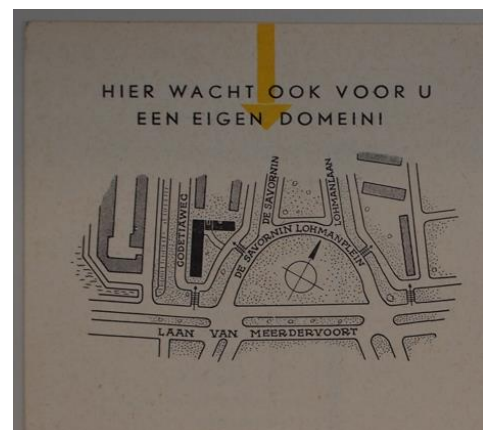 HIER WACHT OOK VOOR U
EEN EIGEN DOMEIN!
GODETIAWEG
DE SAVORNIN
LOHMANLAAN
DE SAVORNIN LOHMANPLEIN
LAAN VAN MEERDERVOORT